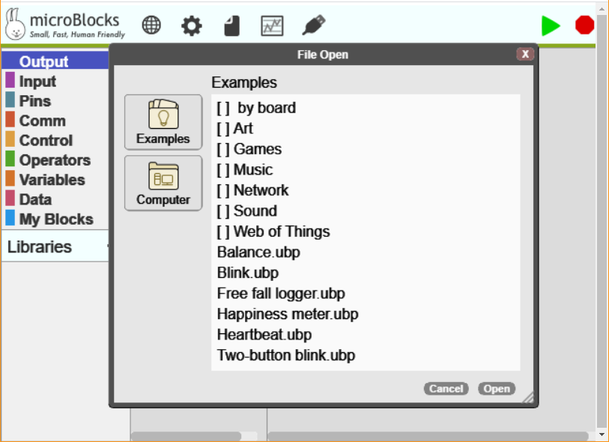 microBlocks
Small, Fast, Human Friendly
File Open
X
Output
Input
Pins
Comm
Control
Operators
Variables
Data
My Blocks
Libraries
Examples
Computer
Examples
[ ] by board
[ ] Art
[ ] Games
[ ] Music
[ ] Network
[ ] Sound
[ ] Web of Things
Balance.ubp
Blink.ubp
Free fall logger.ubp
Happiness meter.ubp
Heartbeat.ubp
Two-button blink.ubp
Cancel
Open